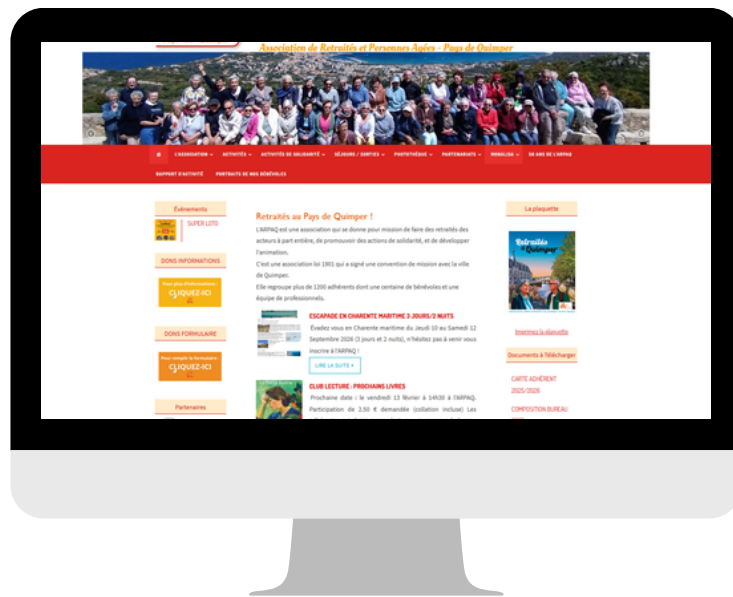 Association de Retraités et Personnes Agées - Pays de Quimper
L'ASSOCIATION
ACTIVITÉS
ACTIVITÉS DE SOLIDARITÉ
SÉJOURS / SORTIES
PHOTOTHÈQUE
PARTENARIATS
MONALISA
50 ANS DE L'ARPAQ
RAPPORT D'ACTIVITÉ
PORTRAITS DE NOS BÉNÉVOLES
Événements
SUPER LOTO
DONS INFORMATIONS
Pour plus d'informations :
CLIQUEZ-ICI
DONS FORMULAIRE
Pour remplir le formulaire :
CLIQUEZ-ICI
Partenaires
Retraités au Pays de Quimper !
L'ARPAQ est une association qui se donne pour mission de faire des retraités des
acteurs à part entière, de promouvoir des actions de solidarité, et de développer
l'animation.
C'est une association loi 1901 qui a signé une convention de mission avec la ville
de Quimper.
Elle regroupe plus de 1200 adhérents dont une centaine de bénévoles et une
équipe de professionnels.
ESCAPADE EN CHARENTE MARITIME 3 JOURS/2 NUITS
Évadez vous en Charente maritime du Jeudi 10 au Samedi 12
Septembre 2026 (3 jours et 2 nuits), n'hésitez pas à venir vous
inscrire à l'ARPAQ !
LIRE LA SUITE
CLUB LECTURE : PROCHAINS LIVRES
Prochaine date : le vendredi 13 février à 14h30 à l'ARPAQ.
Participation de 2.50 € demandée (collation incluse) Les
La plaquette
Retraités
à Quimper
Imprimez la plaquette
Documents à Télécharger
CARTE ADHÉRENT
2025/2026
COMPOSITION BUREAU